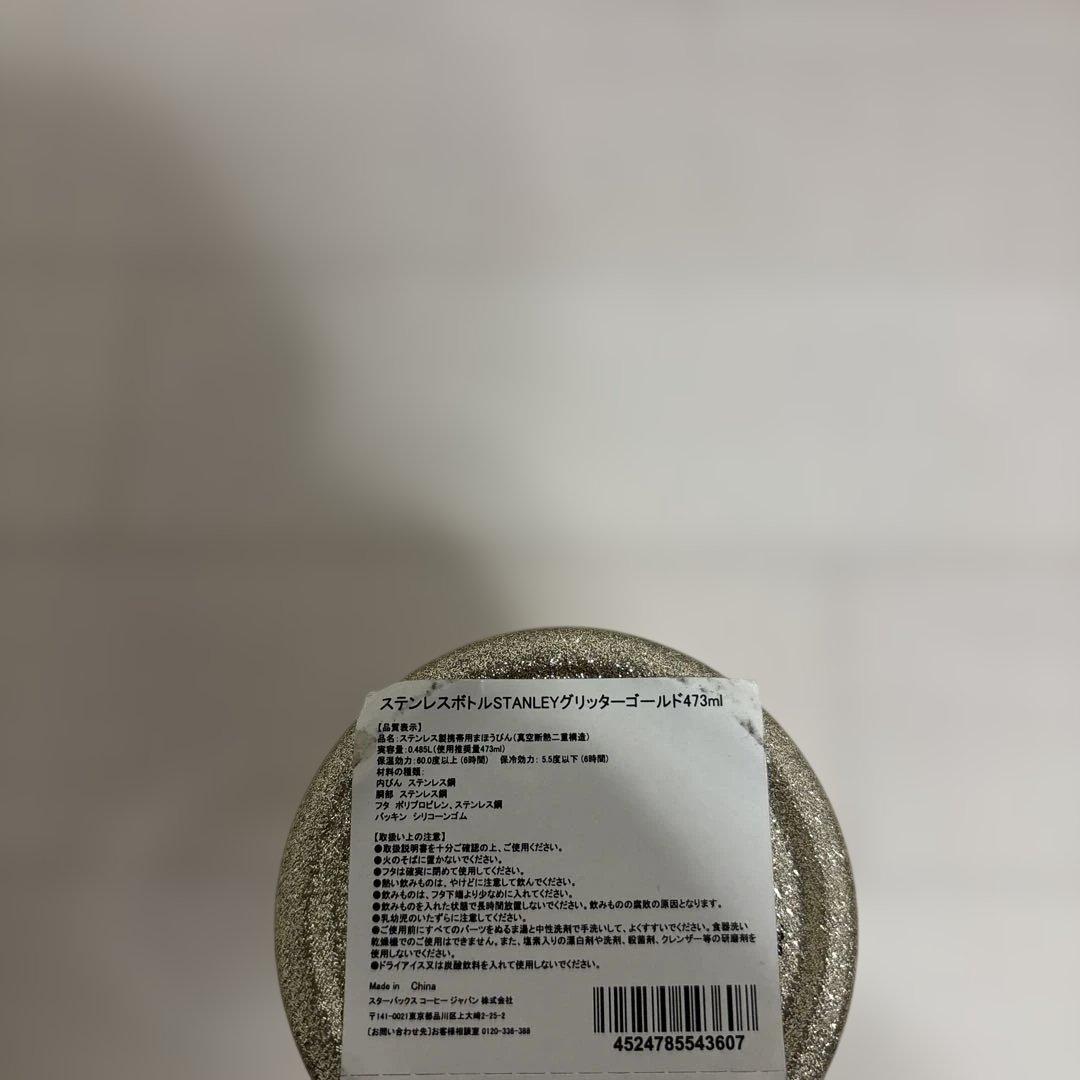 ステンレスボトルSTANLEYグリッターゴールド473ml
【品質表示】
品名:ステンレス製携帯用まほうびん(真空断熱二重構造)
実容量:0.485L(使用推奨量473ml)
保温効力:60.0度以上(6時間) 保冷効力:5.5度以下(6時間)
材料の種類:
内びん ステンレス鋼
胴部 ステンレス鋼
フタ ポリプロピレン、ステンレス鋼
パッキン シリコーンゴム
【取扱い上の注意】
●取扱説明書を十分ご確認の上、ご使用ください。
●火のそばに置かないでください。
●フタは確実に閉めて使用してください。
●熱い飲みものは、やけどに注意して飲んでください。
●飲みものは、フタ下端より少なめに入れてください。
●飲みものを入れた状態で長時間放置しないでください。飲みものの腐敗の原因となります。
●乳幼児のいたずらに注意してください。
●ご使用前にすべてのパーツをぬるま湯と中性洗剤で手洗いして、よくすすいでください。食器洗い
乾燥機でのご使用はできません。また、塩素入りの漂白剤や洗剤、殺菌剤、クレンザー等の研磨剤を
使用しないでください。
●ドライアイス又は炭酸飲料を入れて使用しないでください。
Made in China
スターバックス コーヒー ジャパン 株式会社
〒141-0021東京都品川区上大崎2-25-2
[お問い合わせ先]お客様相談室 0120-336-388
4524785543607